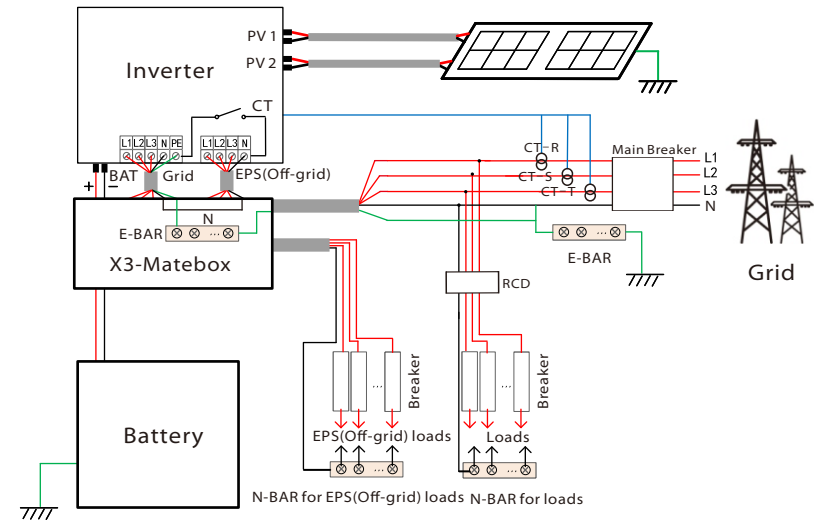 PV 1
Inverter
PV 2
CT
L1 L2 L3 N PE
L1 L2 L3 N
BAT
Grid
EPS(Off-grid)
+
−
CT-R
CT-S
CT-T
Main Breaker
L1
L2
L3
N
N
E-BAR
...
X3-Matebox
...
E-BAR
Grid
RCD
...
Breaker
...
Breaker
EPS(Off-grid) loads
Loads
Battery
...
...
N-BAR for EPS(Off-grid) loads
N-BAR for loads